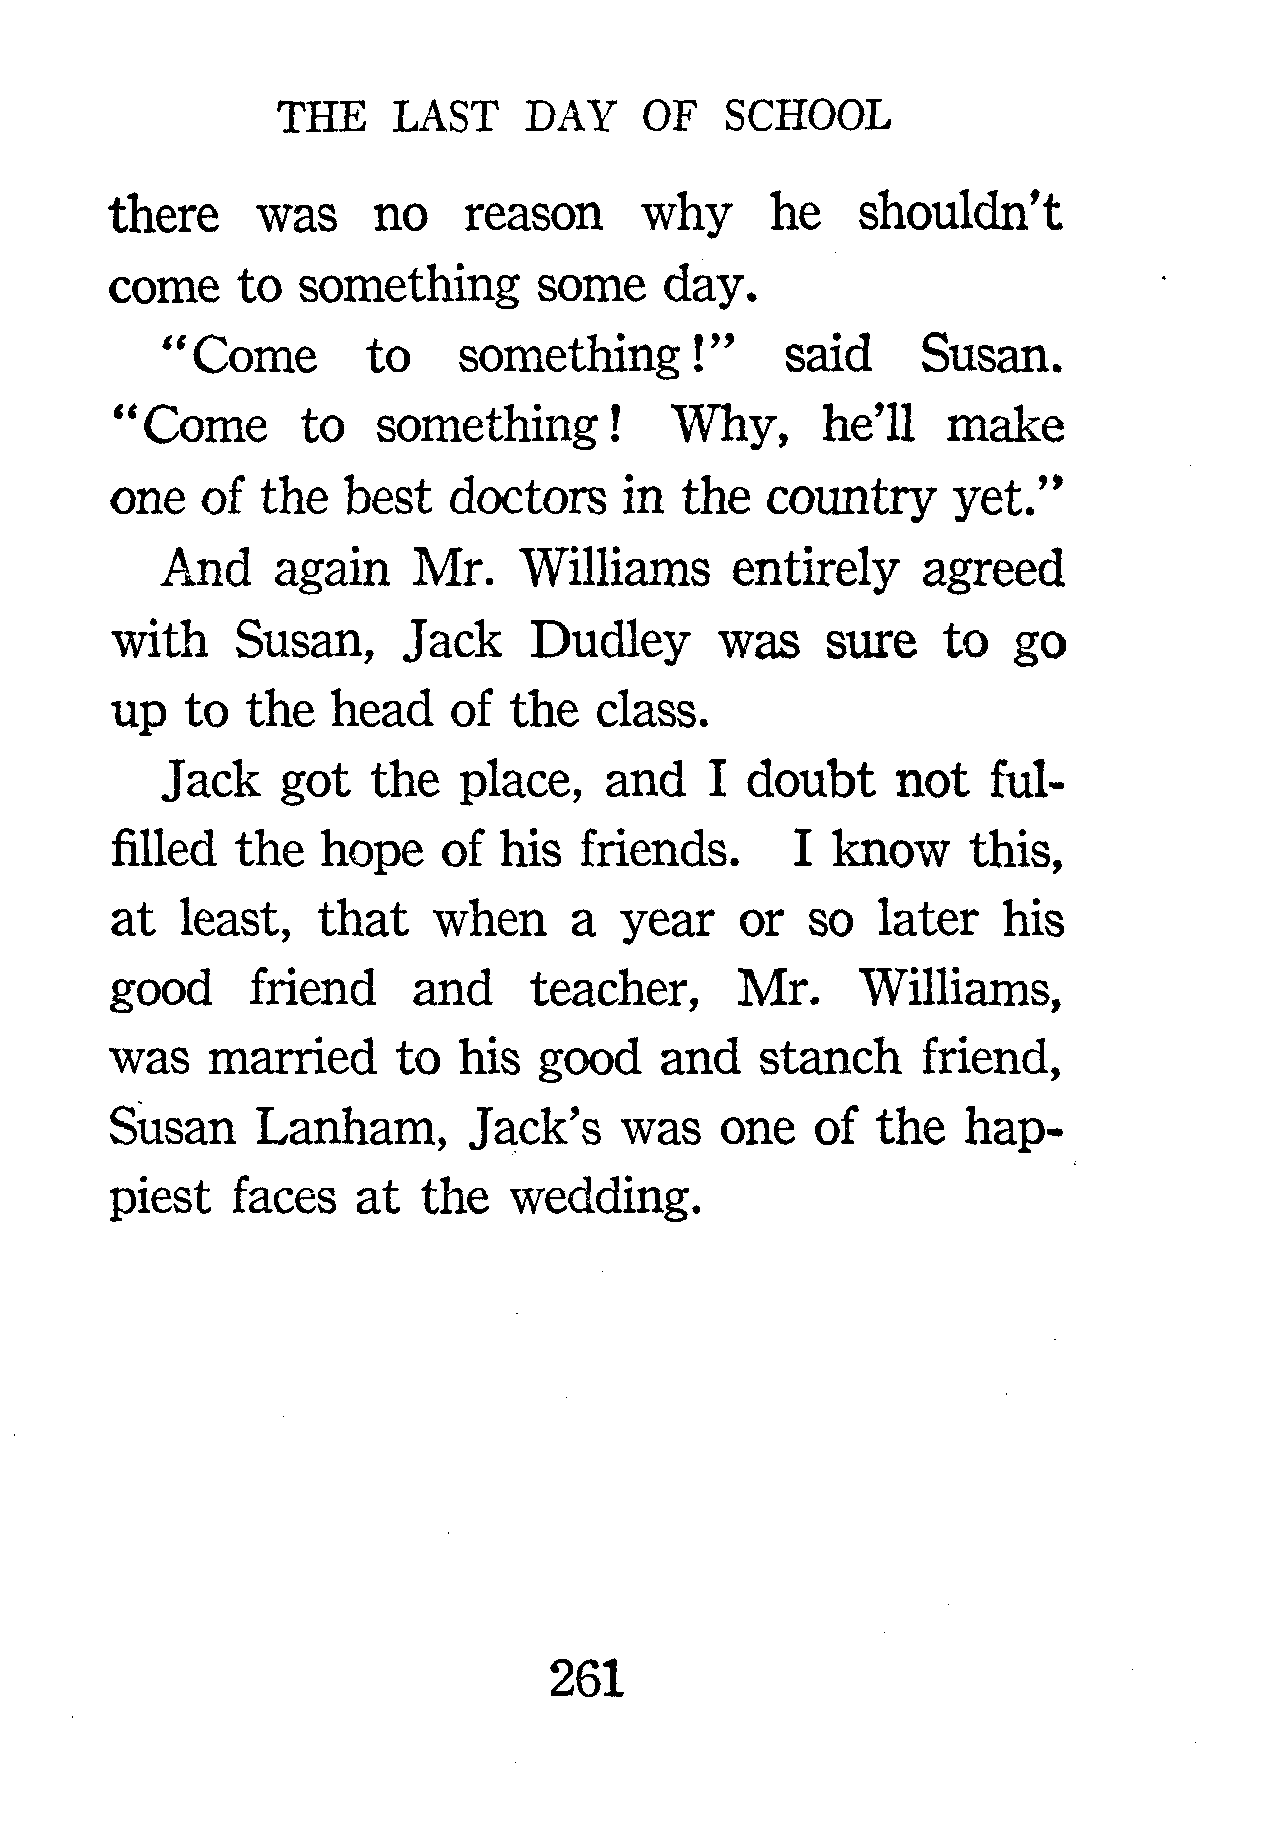 THE LAST DAY OF SCHOOL
there was no reason why he shouldn't
come to something some day.
"Come to something!" said Susan.
"Come to something! Why, he'll make
one of the best doctors in the country yet."
And again Mr. Williams entirely agreed
with Susan, Jack Dudley was sure to go
up to the head of the class.
Jack got the place, and I doubt not ful-
filled the hope of his friends. I know this,
at least, that when a year or so later his
good friend and teacher, Mr. Williams,
was married to his good and stanch friend,
Susan Lanham, Jack's was one of the hap-
piest faces at the wedding.
261